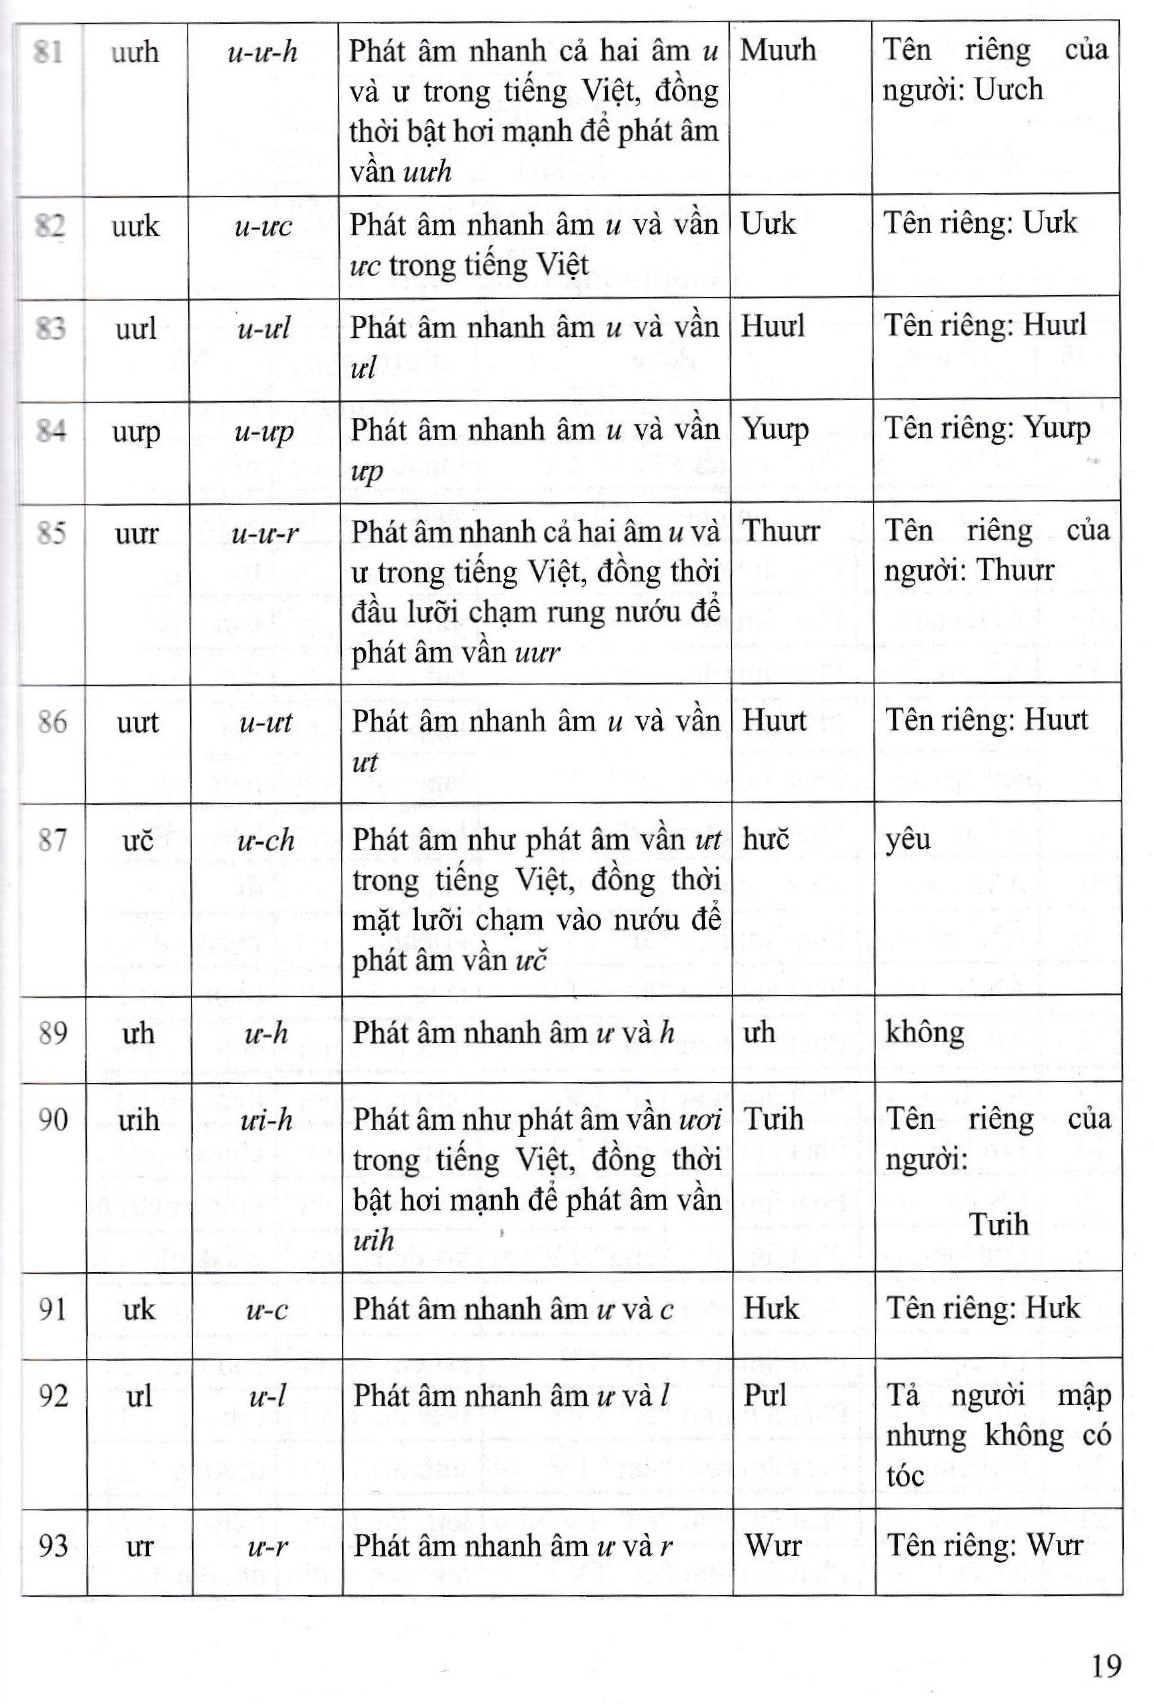 81 uưh u-ư-h Phát âm nhanh cả hai âm u Muưh Tên riêng của
và ư trong tiếng Việt, đồng người: Uưch
thời bật hơi mạnh để phát âm
vần uưh
82 uưk u-ưc Phát âm nhanh âm u và vần Uưk Tên riêng: Uưk
ưc trong tiếng Việt
83 uưl u-ưl Phát âm nhanh âm u và vần Huưl Tên riêng: Huưl
ưl
84 uưp u-ưp Phát âm nhanh âm u và vần Yuưp Tên riêng: Yuưp
ưp
85 uưr u-ư-r Phát âm nhanh cả hai âm u và Thuưr Tên riêng của
ư trong tiếng Việt, đồng thời người: Thuưr
đầu lưỡi chạm rung nướu để
phát âm vần uưr
86 uưt u-ưt Phát âm nhanh âm u và vần Huưt Tên riêng: Huưt
ưt
87 ưč ư-ch Phát âm như phát âm vần ưt hưč yêu
trong tiếng Việt, đồng thời
mặt lưỡi chạm vào nướu để
phát âm vần ưč
89 ưh ư-h Phát âm nhanh âm ư và h ưh không
90 ưih ưi-h Phát âm như phát âm vần ươi Tưih Tên riêng của
trong tiếng Việt, đồng thời người:
bật hơi mạnh để phát âm vần Tưih
ưih
91 ưk ư-c Phát âm nhanh âm ư và c Hưk Tên riêng: Hưk
92 ưl ư-l Phát âm nhanh âm ư và l Pưl Tả người mập
nhưng không có
tóc
93 ưr ư-r Phát âm nhanh âm ư và r Wưr Tên riêng: Wưr
19